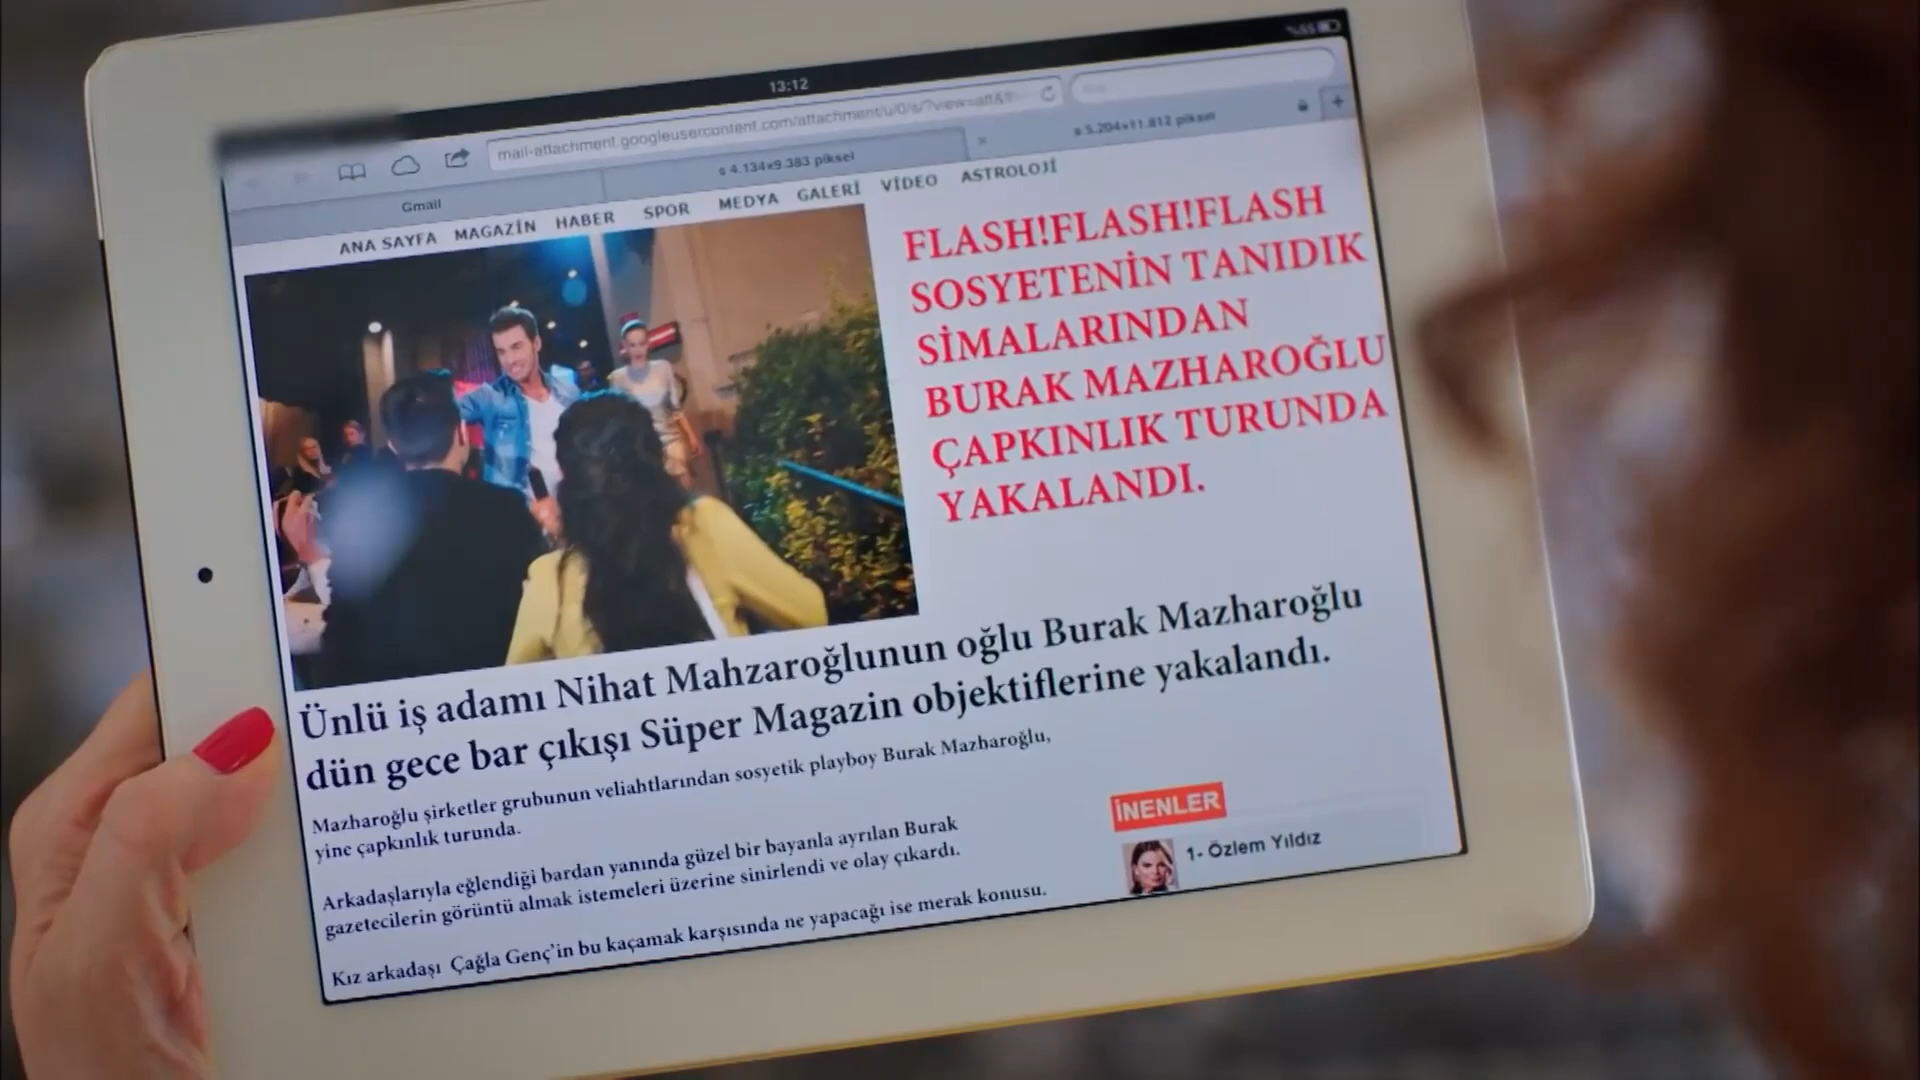 %55
13:12
mail-attachment.googleusercontent.com/attachment/u/0/s/?view=att&t
Gmail
s 4.134×9.383 piksel
s 5.204×11.812 piksel
ANA SAYFA MAGAZİN HABER SPOR MEDYA GALERİ VİDEO ASTROLOJİ
FLASH!FLASH!FLASH
SOSYETENİN TANIDIK
SİMALARINDAN
BURAK MAZHAROĞLU
ÇAPKINLIK TURUNDA
YAKALANDI.
Ünlü iş adamı Nihat Mahzaroğlunun oğlu Burak Mazharoğlu
dün gece bar çıkışı Süper Magazin objektiflerine yakalandı.
Mazharoğlu şirketler grubunun veliahtlarından sosyetik playboy Burak Mazharoğlu,
yine çapkınlık turunda.
Arkadaşlarıyla eğlendiği bardan yanında güzel bir bayanla ayrılan Burak
gazetecilerin görüntü almak istemeleri üzerine sinirlendi ve olay çıkardı.
Kız arkadaşı Çağla Genç'in bu kaçamak karşısında ne yapacağı ise merak konusu.
İNENLER
1- Özlem Yıldız